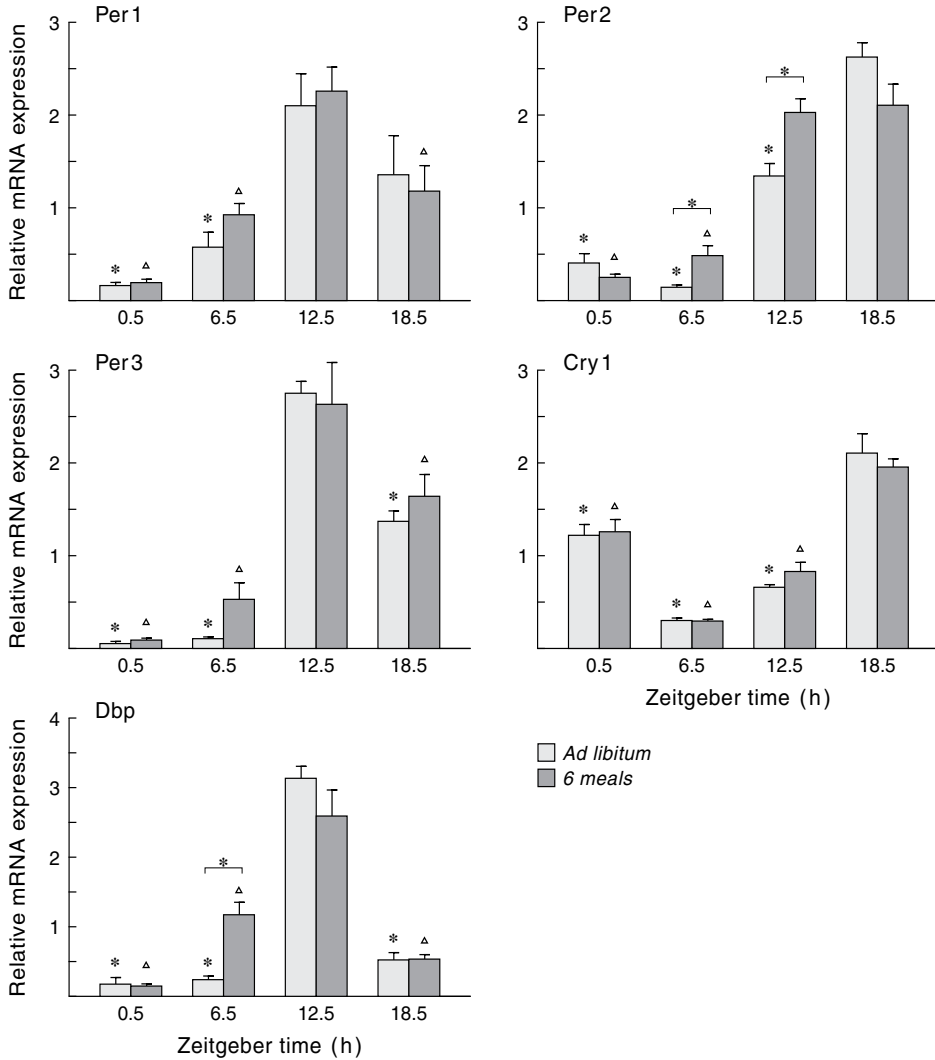 Per1
Relative mRNA expression
3
2
1
* △ * △ △
0.5 6.5 12.5 18.5
Per2
3
2
1
* △ * * △ * *
0.5 6.5 12.5 18.5
Per3
Relative mRNA expression
3
2
1
* △ * △ * △
0.5 6.5 12.5 18.5
Cry1
3
2
1
* △ * △ * △
0.5 6.5 12.5 18.5
Zeitgeber time (h)
Dbp
Relative mRNA expression
4
3
2
1
* △ * * △ * △
0.5 6.5 12.5 18.5
Zeitgeber time (h)
Ad libitum
6 meals